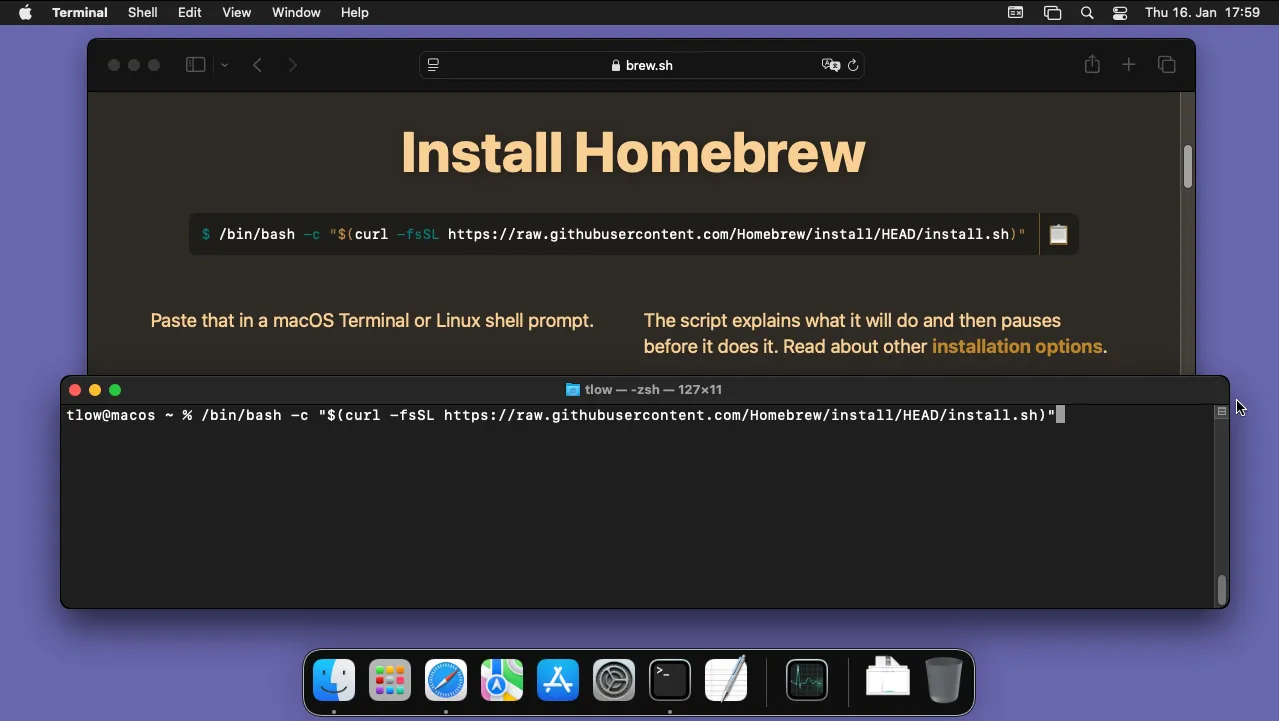 Terminal Shell Edit View Window Help Thu 16. Jan 17:59
brew.sh
Install Homebrew
$ /bin/bash -c "$(curl -fsSL https://raw.githubusercontent.com/Homebrew/install/HEAD/install.sh)"
Paste that in a macOS Terminal or Linux shell prompt.
The script explains what it will do and then pauses
before it does it. Read about other installation options.
tlow — -zsh — 127×11
tlow@macos ~ % /bin/bash -c "$(curl -fsSL https://raw.githubusercontent.com/Homebrew/install/HEAD/install.sh)"